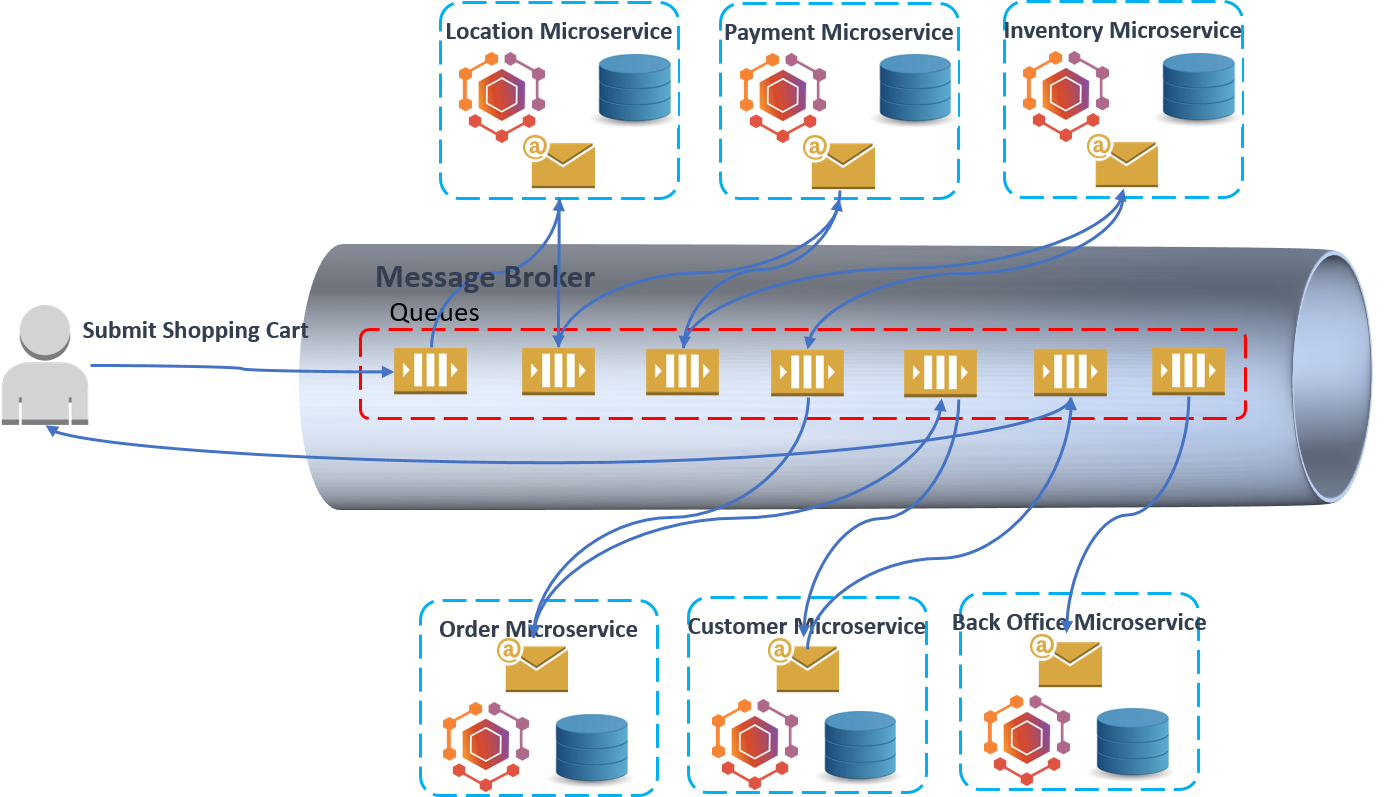 Location Microservice
Payment Microservice
Inventory Microservice
@
@
@
Message Broker
Queues
Submit Shopping Cart
Order Microservice
Customer Microservice
Back Office Microservice
@
@
@